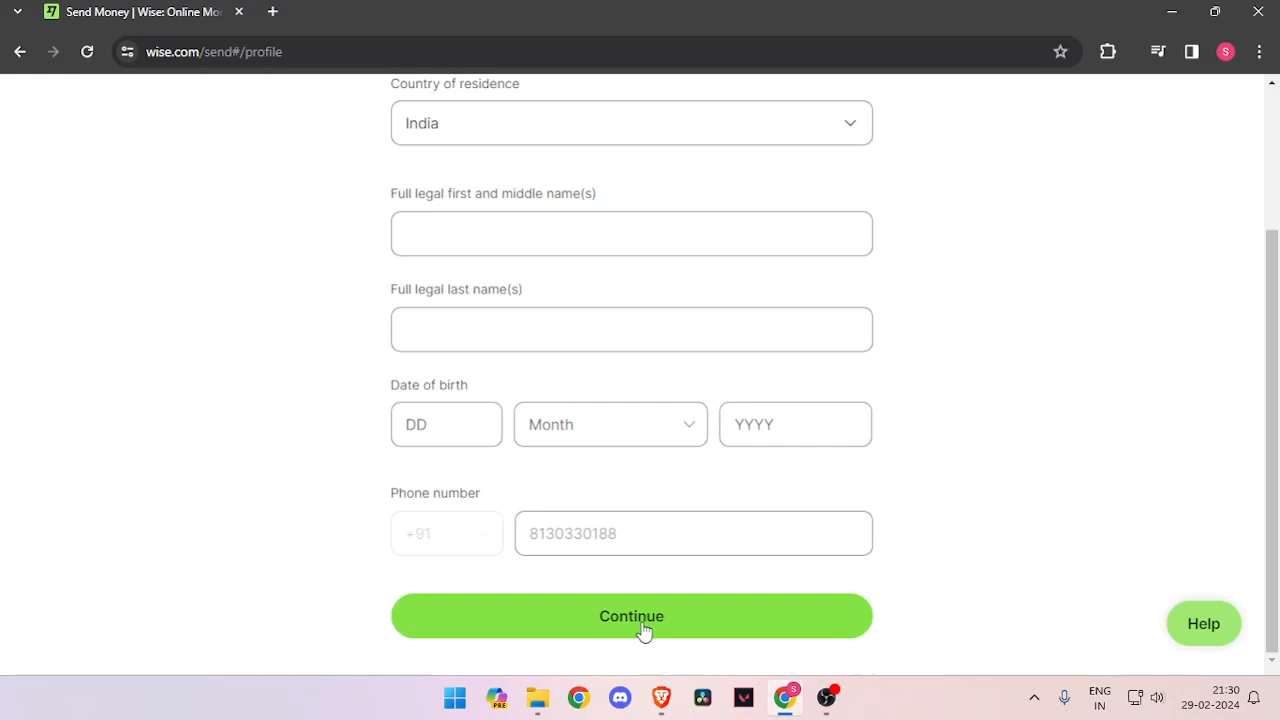 Send Money | Wise: Online Mon
wise.com/send#/profile
S
Country of residence
India
Full legal first and middle name(s)
Full legal last name(s)
Date of birth
DD Month YYYY
Phone number
+91 8130330188
Continue
Help
PRE
S
ENG
IN
21:30
29-02-2024